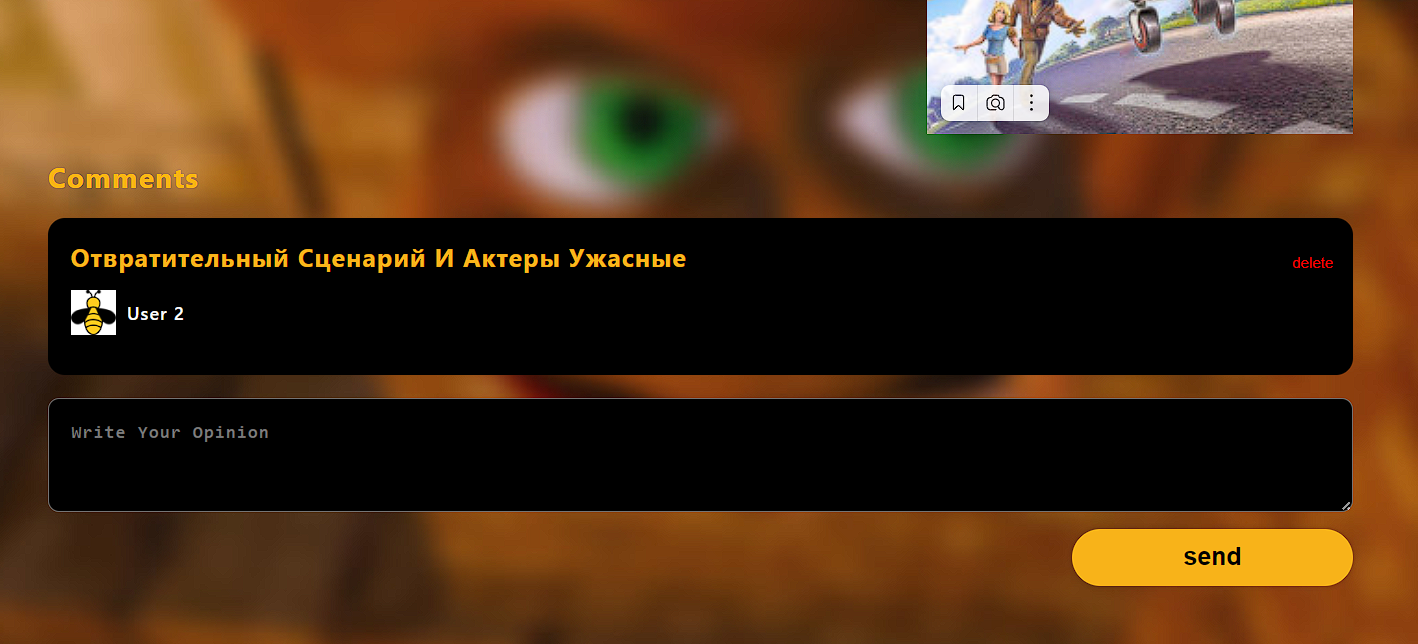 Comments
Отвратительный Сценарий И Актеры Ужасные
delete
User 2
Write Your Opinion
send